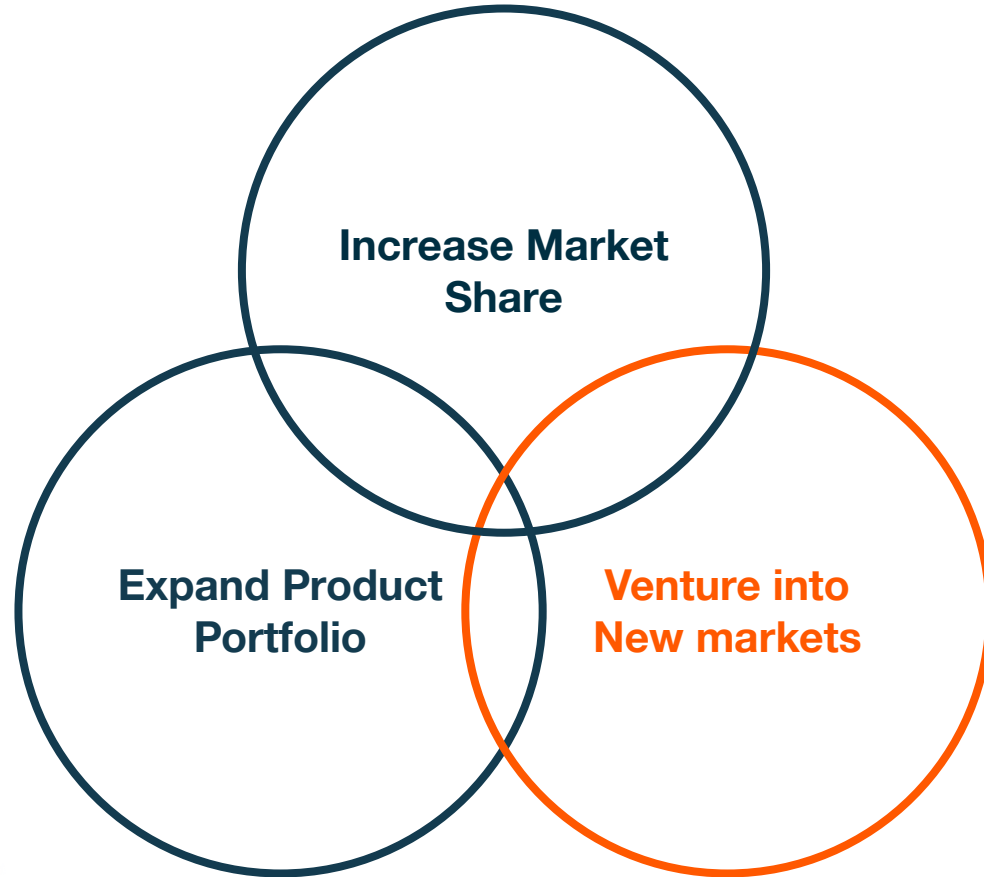 Increase Market
Share
Expand Product
Portfolio
Venture into
New markets